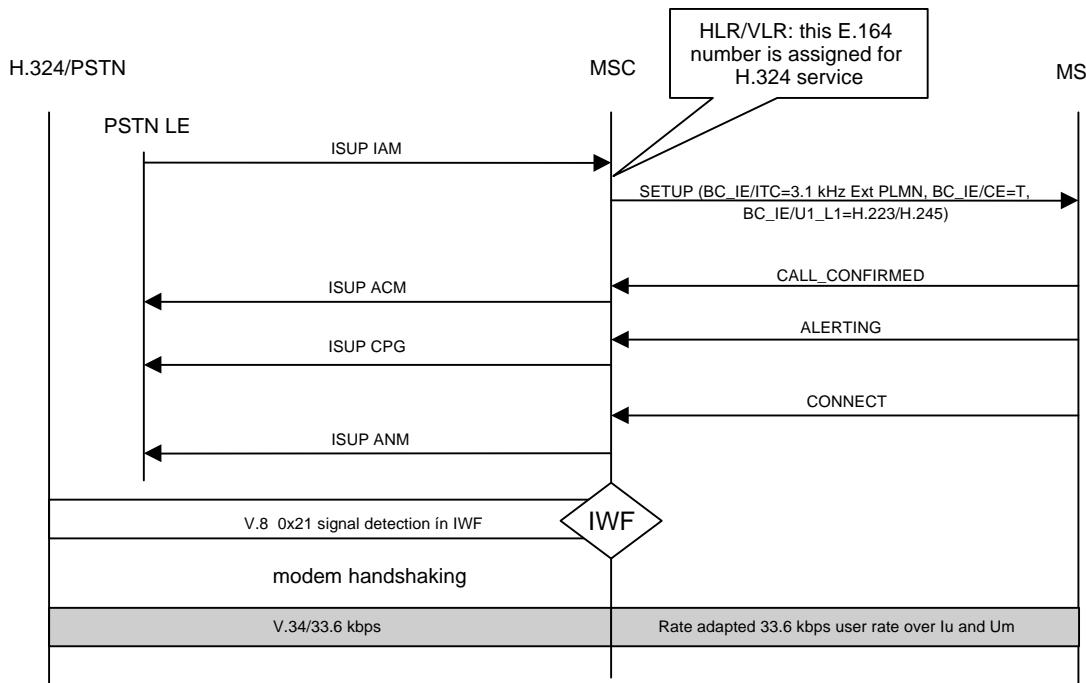 HLR/VLR: this E.164
number is assigned for
H.324 service
H.324/PSTN
MSC
MS
PSTN LE
ISUP IAM
SETUP (BC_IE/ITC=3.1 kHz Ext PLMN, BC_IE/CE=T,
BC_IE/U1_L1=H.223/H.245)
CALL_CONFIRMED
ISUP ACM
ALERTING
ISUP CPG
CONNECT
ISUP ANM
V.8 0x21 signal detection ín IWF
IWF
modem handshaking
V.34/33.6 kbps
Rate adapted 33.6 kbps user rate over Iu and Um